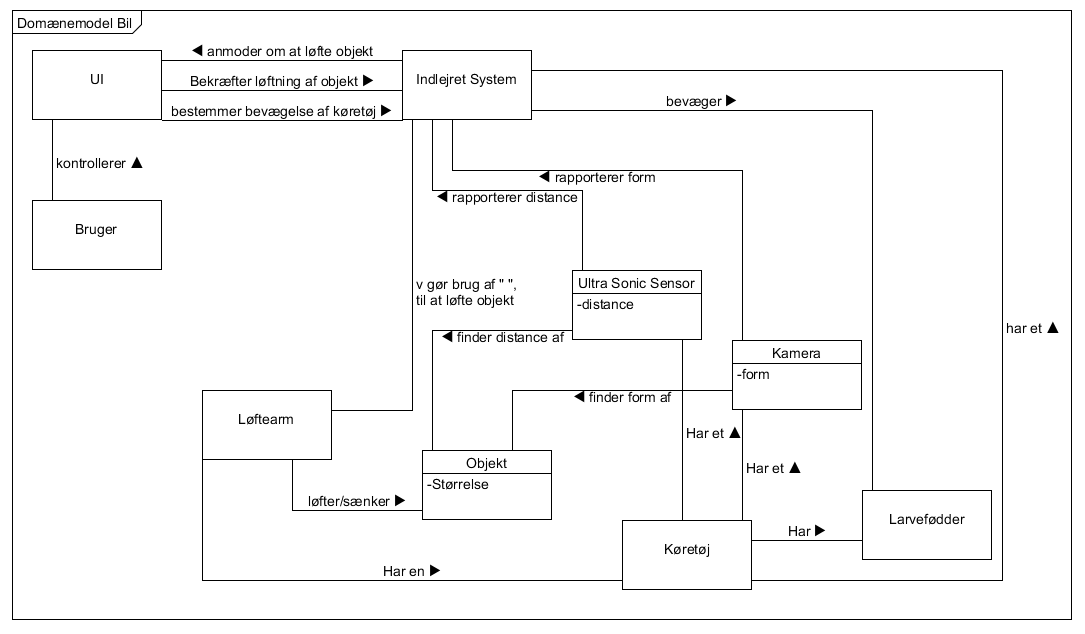 Domænemodel Bil
◀ anmoder om at løfte objekt
UI
Indlejret System
Bekræfter løftning af objekt ▶
bestemmer bevægelse af køretøj ▶
bevæger ▶
kontrollerer ▲
◀ rapporterer form
◀ rapporterer distance
Bruger
v gør brug af " ",
til at løfte objekt
Ultra Sonic Sensor
-distance
har et ▲
◀ finder distance af
Kamera
-form
◀ finder form af
Løftearm
Har et ▲
Objekt
-Størrelse
Har et ▲
løfter/sænker ▶
Larvefødder
Har ▶
Køretøj
Har en ▶